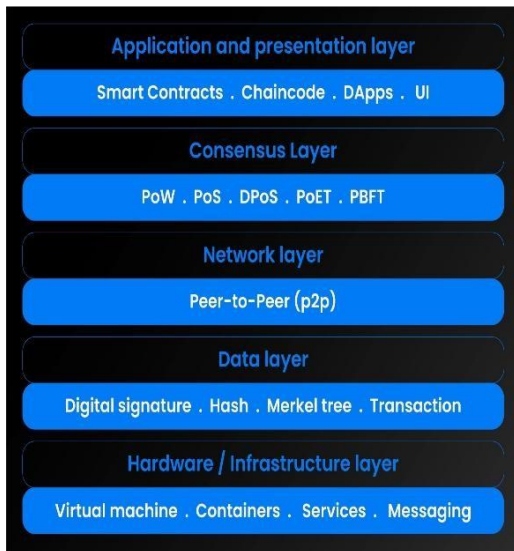 Application and presentation layer
Smart Contracts . Chaincode . DApps . UI
Consensus Layer
PoW . PoS . DPoS . PoET . PBFT
Network layer
Peer-to-Peer (p2p)
Data layer
Digital signature . Hash . Merkel tree . Transaction
Hardware / Infrastructure layer
Virtual machine . Containers . Services . Messaging